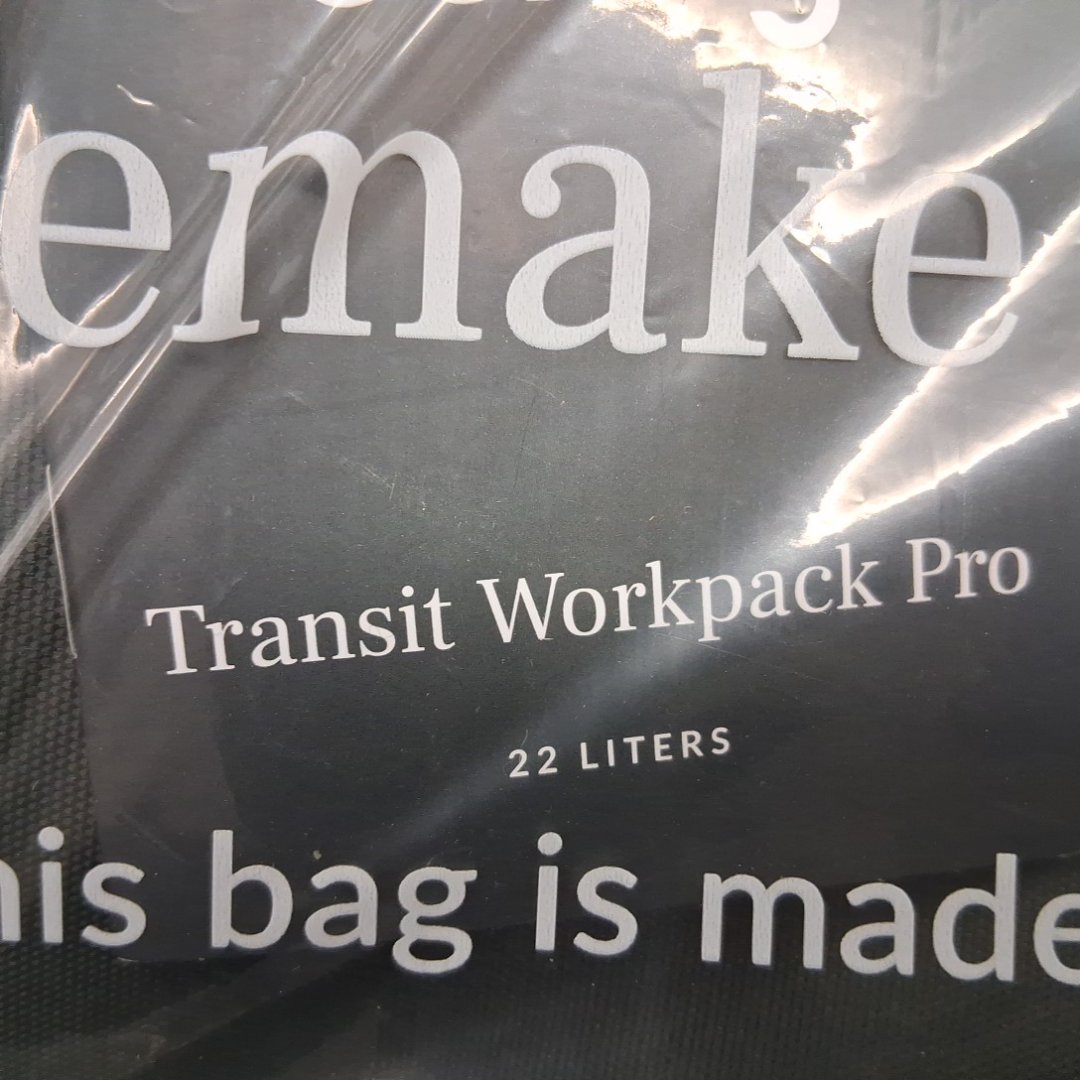 emake
Transit Workpack Pro
22 LITERS
his bag is made